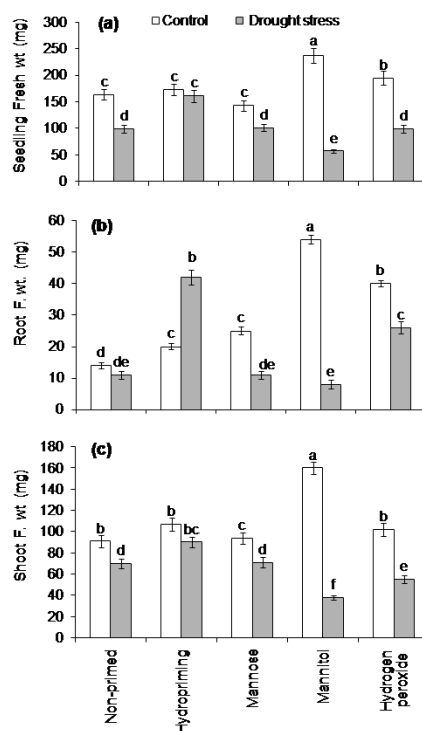 (a)
Control
Drought stress
Seedling Fresh wt (mg)
300
250
200
150
100
50
0
c
d
c
c
c
d
a
e
b
d
(b)
Root F. wt. (mg)
60
50
40
30
20
10
0
d
de
c
b
c
de
a
e
b
c
(c)
Shoot F. wt (mg)
180
160
140
120
100
80
60
40
20
0
b
d
b
bc
c
d
a
f
b
e
Non-primed
Hydropriming
Mannose
Mannitol
Hydrogen
peroxide